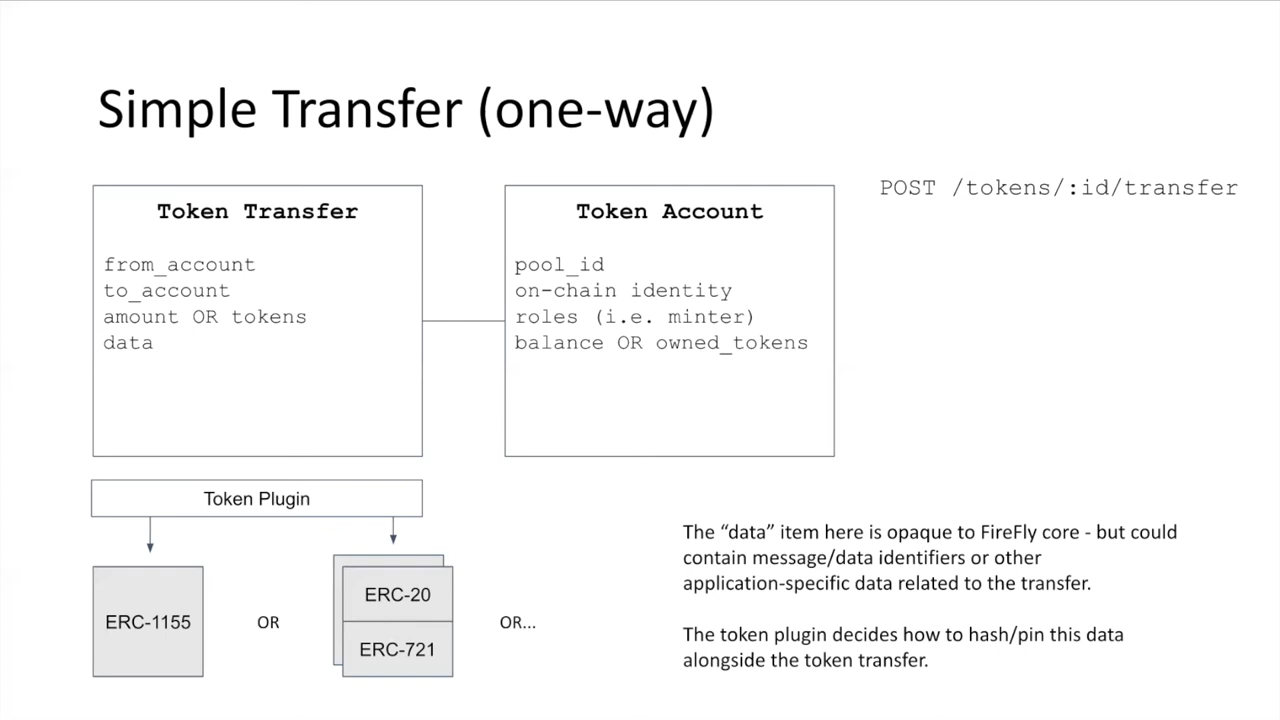 Simple Transfer (one-way)
POST /tokens/:id/transfer
Token Transfer
from_account
to_account
amount OR tokens
data
Token Account
pool_id
on-chain identity
roles (i.e. minter)
balance OR owned_tokens
Token Plugin
ERC-1155
OR
ERC-20
ERC-721
OR...
The “data” item here is opaque to FireFly core - but could
contain message/data identifiers or other
application-specific data related to the transfer.
The token plugin decides how to hash/pin this data
alongside the token transfer.